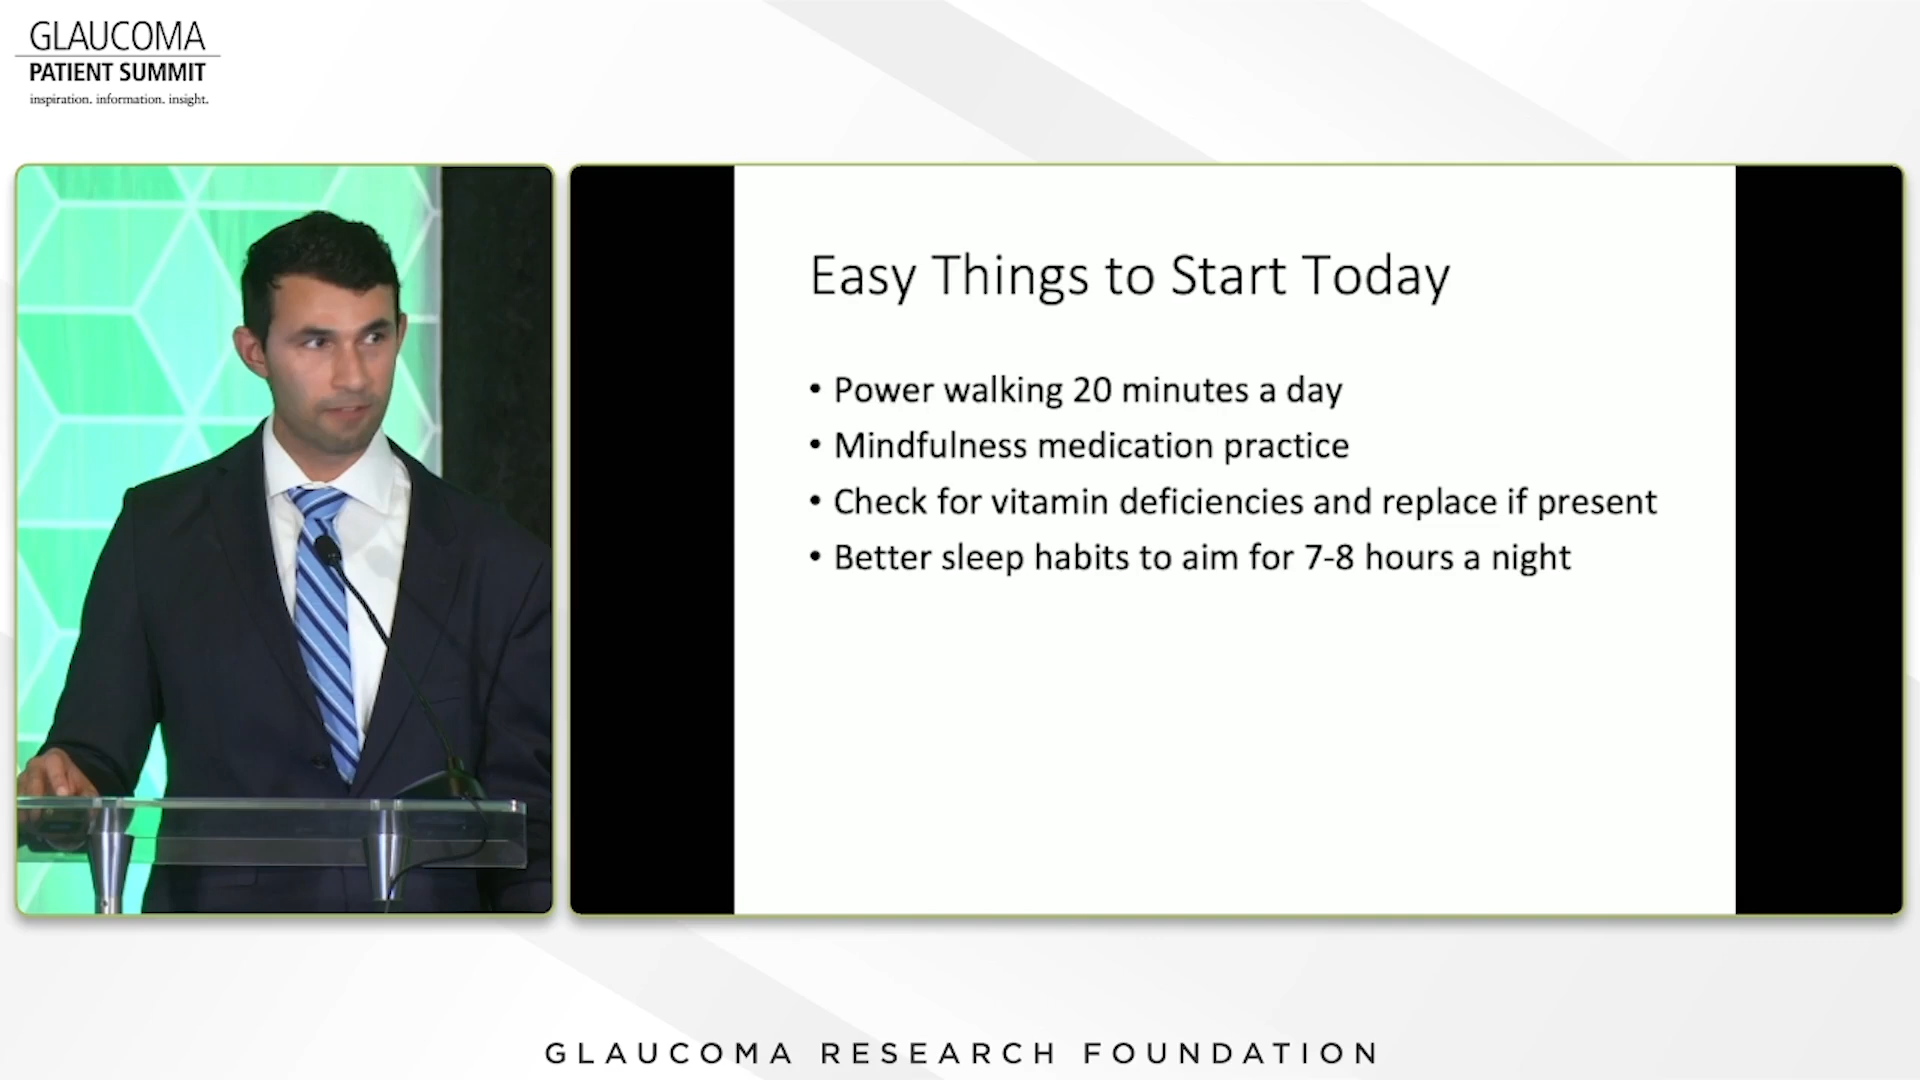 GLAUCOMA
PATIENT SUMMIT
inspiration. information. insight.
Easy Things to Start Today
• Power walking 20 minutes a day
• Mindfulness medication practice
• Check for vitamin deficiencies and replace if present
• Better sleep habits to aim for 7-8 hours a night
GLAUCOMA RESEARCH FOUNDATION